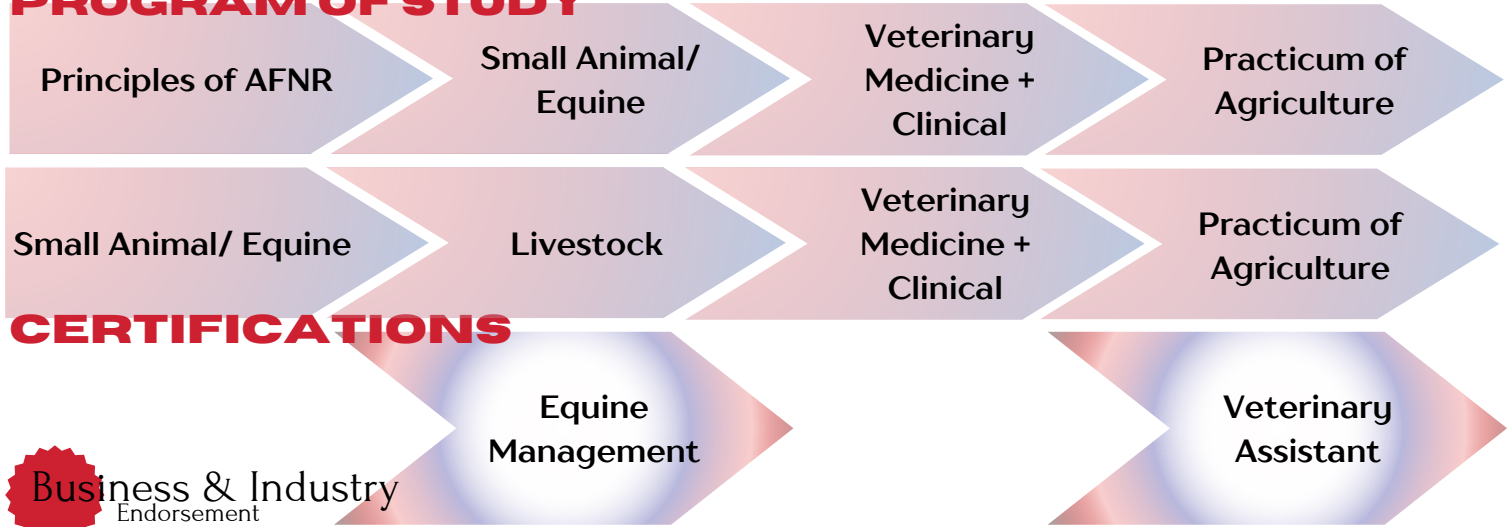 PROGRAM OF STUDY
Principles of AFNR
Small Animal/
Equine
Veterinary
Medicine +
Clinical
Practicum of
Agriculture
Small Animal/ Equine
Livestock
Veterinary
Medicine +
Clinical
Practicum of
Agriculture
CERTIFICATIONS
Equine
Management
Veterinary
Assistant
Business & Industry
Endorsement